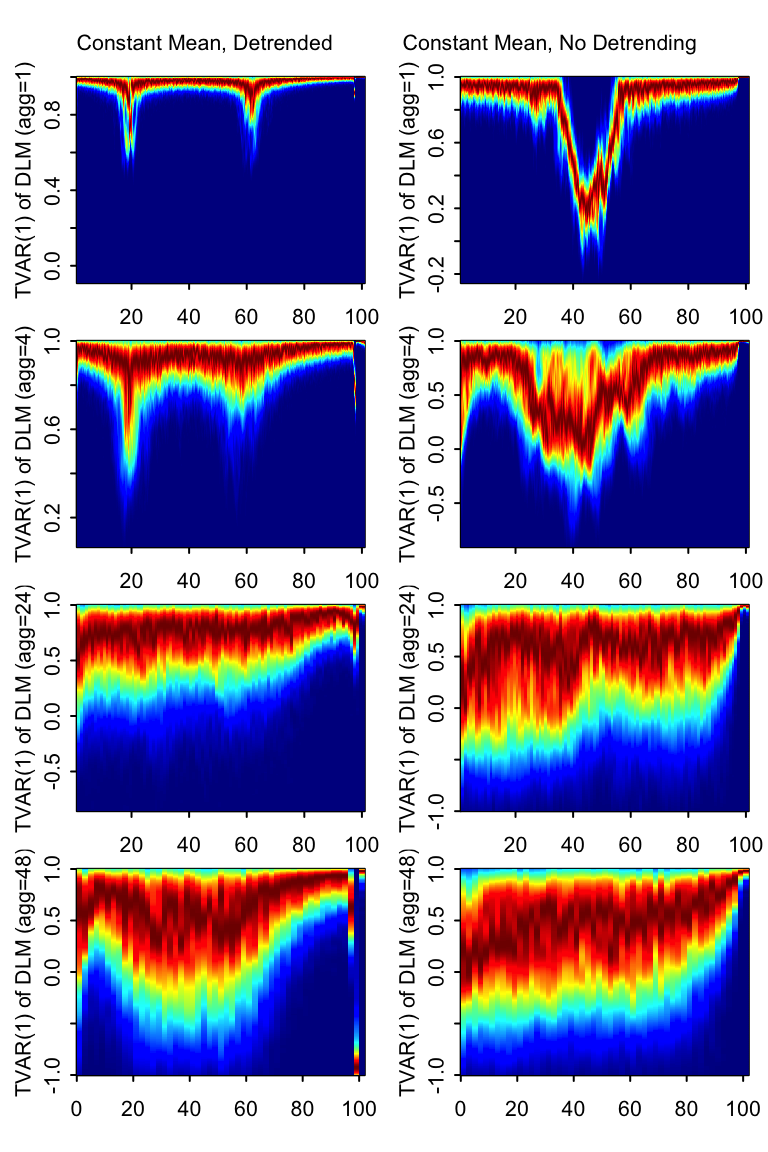 Constant Mean, Detrended
Constant Mean, No Detrending
TVAR(1) of DLM (agg=1)
0.0 0.4 0.8
20 40 60 80 100
TVAR(1) of DLM (agg=1)
-0.2 0.2 0.6 1.0
20 40 60 80 100
TVAR(1) of DLM (agg=4)
0.2 0.6 1.0
20 40 60 80 100
TVAR(1) of DLM (agg=4)
-0.5 0.0 0.5 1.0
20 40 60 80 100
TVAR(1) of DLM (agg=24)
-0.5 0.0 0.5 1.0
20 40 60 80 100
TVAR(1) of DLM (agg=24)
-1.0 0.0 0.5 1.0
20 40 60 80 100
TVAR(1) of DLM (agg=48)
-1.0 0.0 0.5 1.0
0 20 40 60 80 100
TVAR(1) of DLM (agg=48)
-1.0 0.0 0.5 1.0
0 20 40 60 80 100